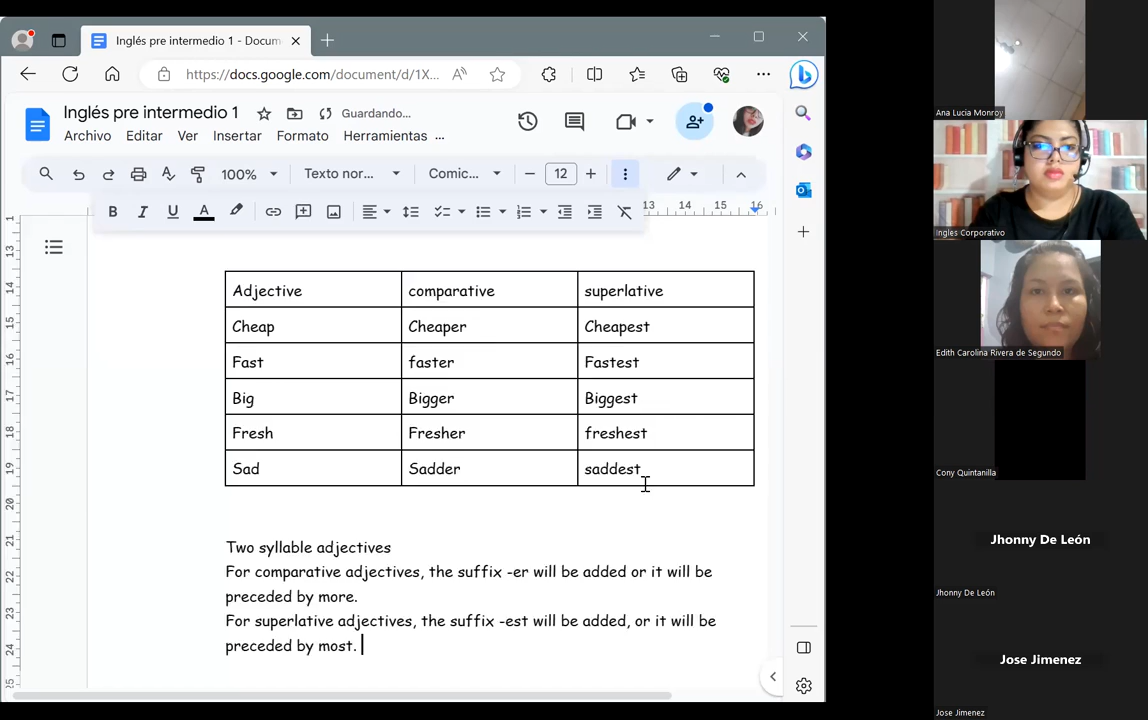 Inglés pre intermedio 1 - Docum
https://docs.google.com/document/d/1X...
Inglés pre intermedio 1
Guardando...
Archivo Editar Ver Insertar Formato Herramientas ...
100% Texto nor... Comic... 12
13 14 15 16
Adjective comparative superlative
Cheap Cheaper Cheapest
Fast faster Fastest
Big Bigger Biggest
Fresh Fresher freshest
Sad Sadder saddest
Two syllable adjectives
For comparative adjectives, the suffix -er will be added or it will be
preceded by more.
For superlative adjectives, the suffix -est will be added, or it will be
preceded by most.
Ana Lucia Monroy
Ingles Corporativo
Edith Carolina Rivera de Segundo
Cony Quintanilla
Jhonny De León
Jhonny De León
Jose Jimenez
Jose Jimenez